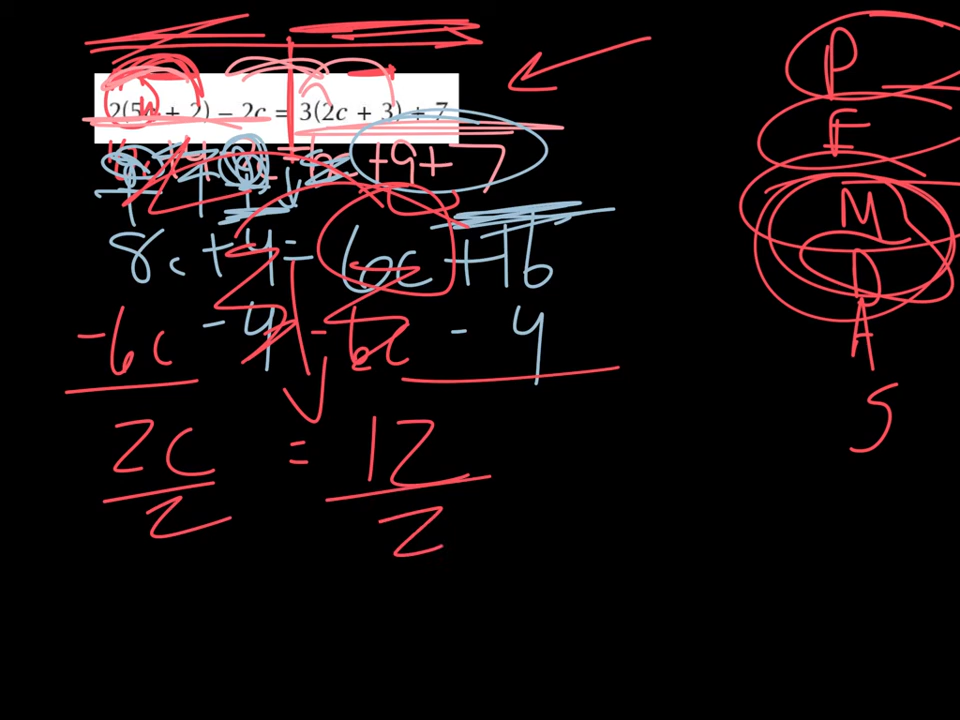 2(5c + 2) − 2c = 3(2c + 3) + 7
+9+7
8c +4= 6c +16
-6c -4 -6c - 4
2c = 12
2 2
P
E
M
D
A
S